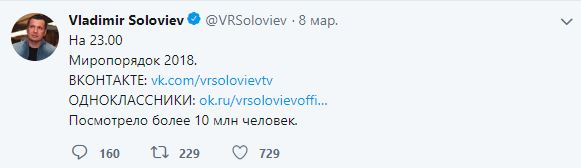 Vladimir Soloviev @VRSoloviev · 8 мар.
На 23.00
Миропорядок 2018.
ВКОНТАКТЕ: vk.com/vrsolovievtv
ОДНОКЛАССНИКИ: ok.ru/vrsolovievoffi...
Посмотрело более 10 млн человек.
160 229 729